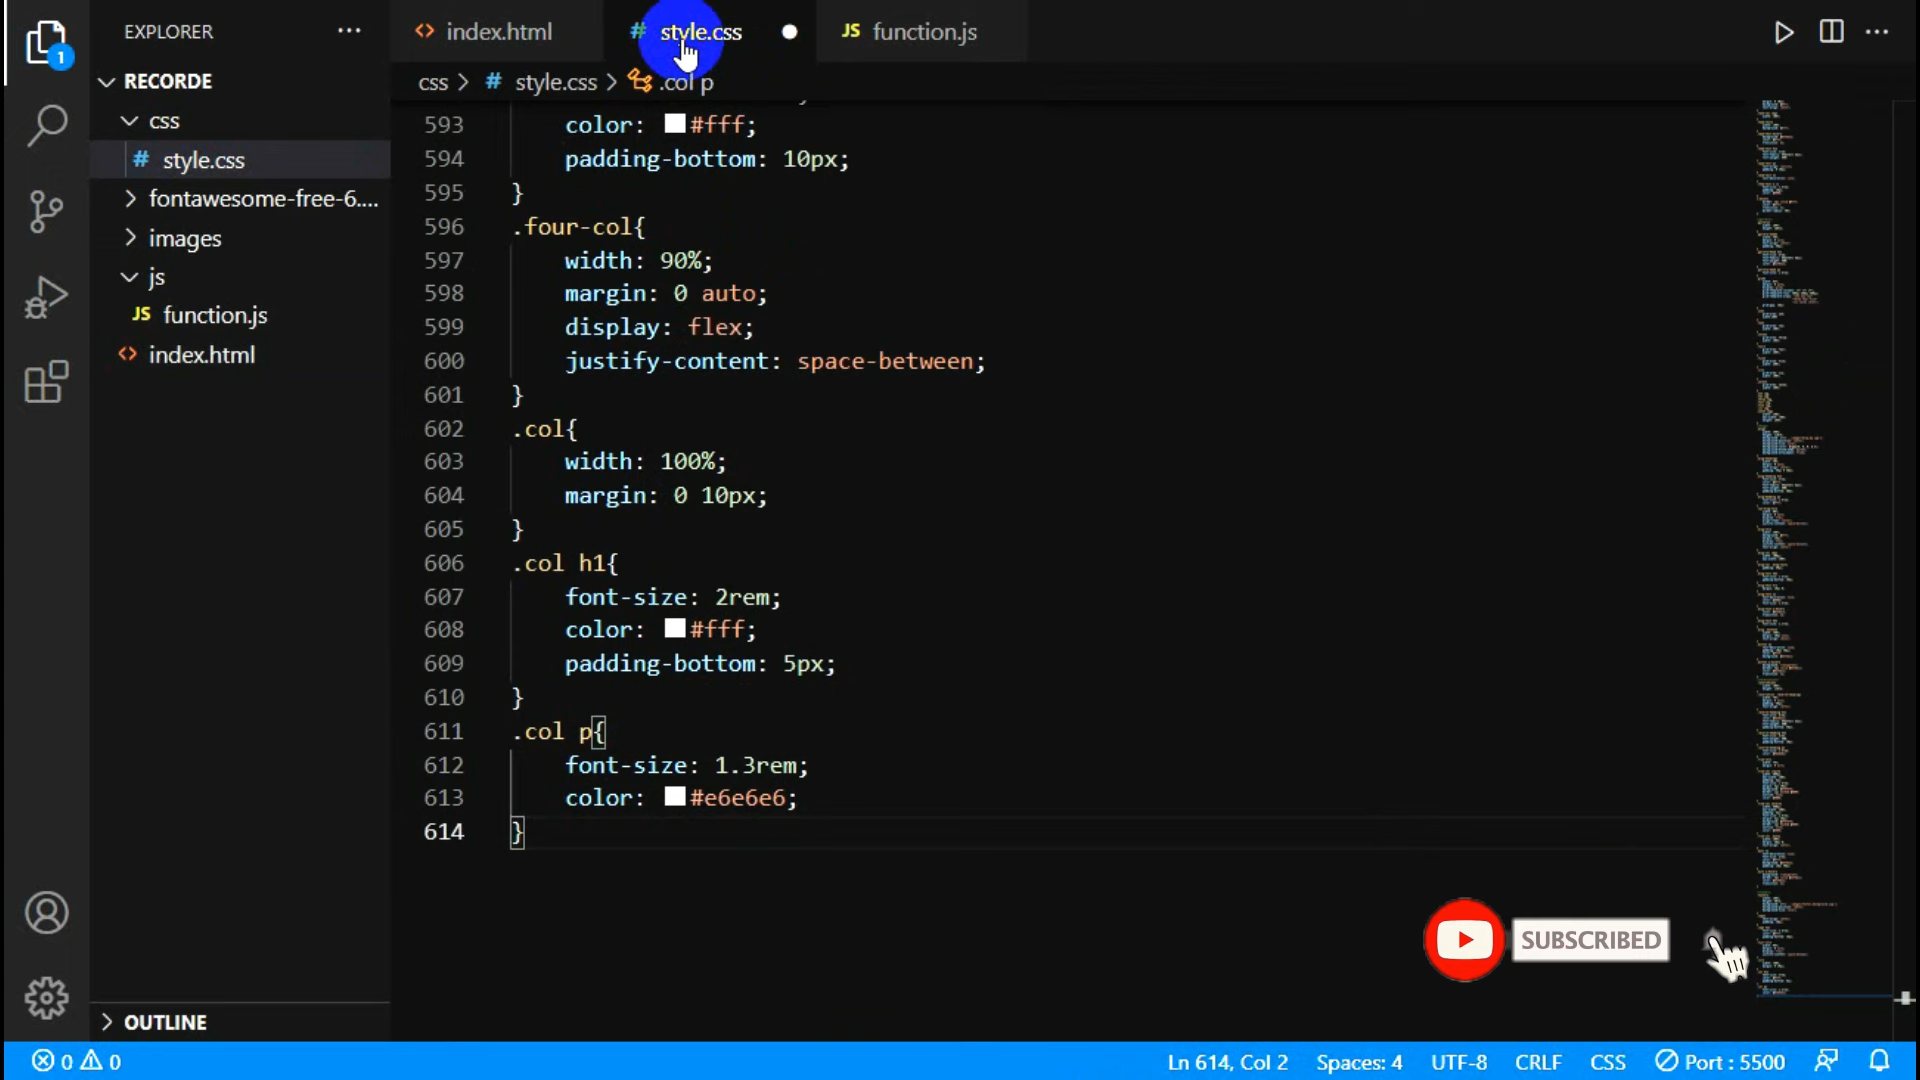 EXPLORER
index.html
style.css
function.js
RECORDE
css > # style.css > .col p
css
style.css
fontawesome-free-6....
images
js
function.js
index.html
593 color: #fff;
594 padding-bottom: 10px;
595 }
596 .four-col{
597 width: 90%;
598 margin: 0 auto;
599 display: flex;
600 justify-content: space-between;
601 }
602 .col{
603 width: 100%;
604 margin: 0 10px;
605 }
606 .col h1{
607 font-size: 2rem;
608 color: #fff;
609 padding-bottom: 5px;
610 }
611 .col p{
612 font-size: 1.3rem;
613 color: #e6e6e6;
614 }
SUBSCRIBED
OUTLINE
0 0 Ln 614, Col 2 Spaces: 4 UTF-8 CRLF CSS Port : 5500